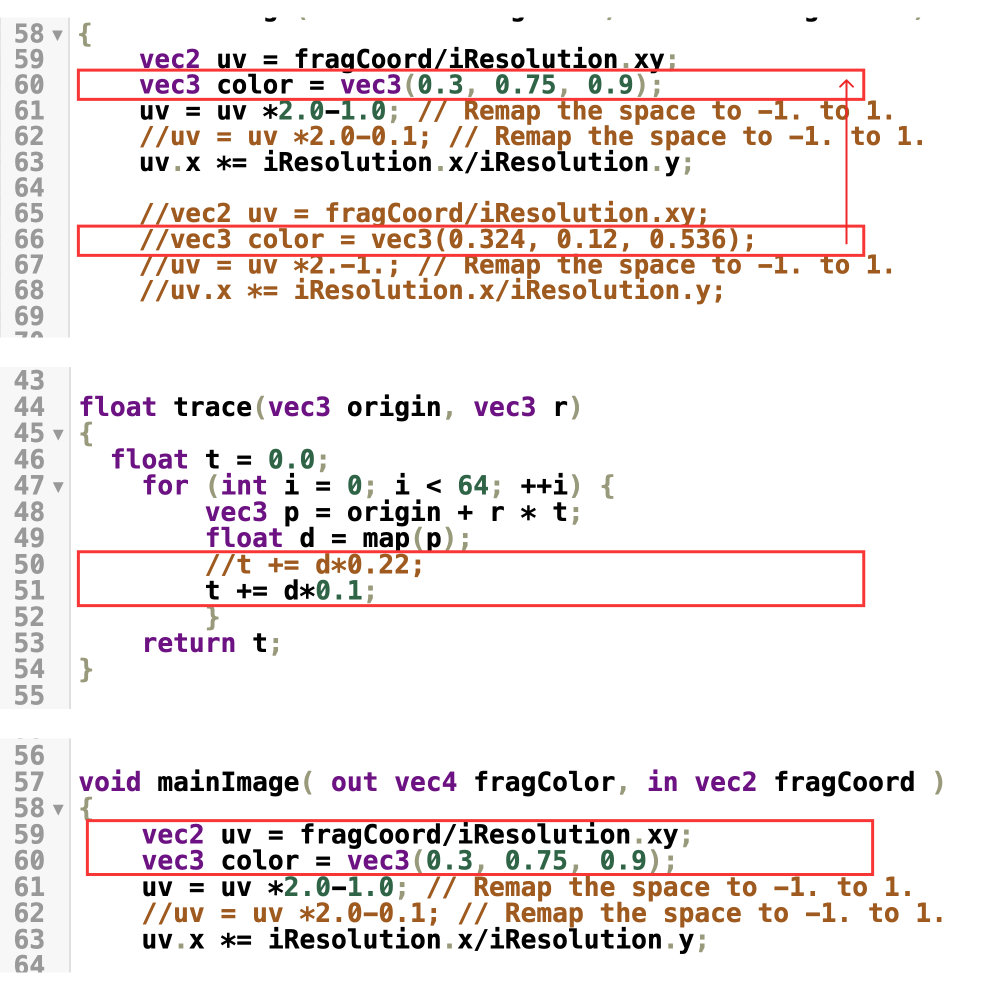 58 {
59 vec2 uv = fragCoord/iResolution.xy;
60 vec3 color = vec3(0.3, 0.75, 0.9);
61 uv = uv *2.0-1.0; // Remap the space to -1. to 1.
62 //uv = uv *2.0-0.1; // Remap the space to -1. to 1.
63 uv.x *= iResolution.x/iResolution.y;
64
65 //vec2 uv = fragCoord/iResolution.xy;
66 //vec3 color = vec3(0.324, 0.12, 0.536);
67 //uv = uv *2.-1.; // Remap the space to -1. to 1.
68 //uv.x *= iResolution.x/iResolution.y;
69
43
44 float trace(vec3 origin, vec3 r)
45 {
46 float t = 0.0;
47 for (int i = 0; i < 64; ++i) {
48 vec3 p = origin + r * t;
49 float d = map(p);
50 //t += d*0.22;
51 t += d*0.1;
52 }
53 return t;
54 }
55
56
57 void mainImage( out vec4 fragColor, in vec2 fragCoord )
58 {
59 vec2 uv = fragCoord/iResolution.xy;
60 vec3 color = vec3(0.3, 0.75, 0.9);
61 uv = uv *2.0-1.0; // Remap the space to -1. to 1.
62 //uv = uv *2.0-0.1; // Remap the space to -1. to 1.
63 uv.x *= iResolution.x/iResolution.y;
64